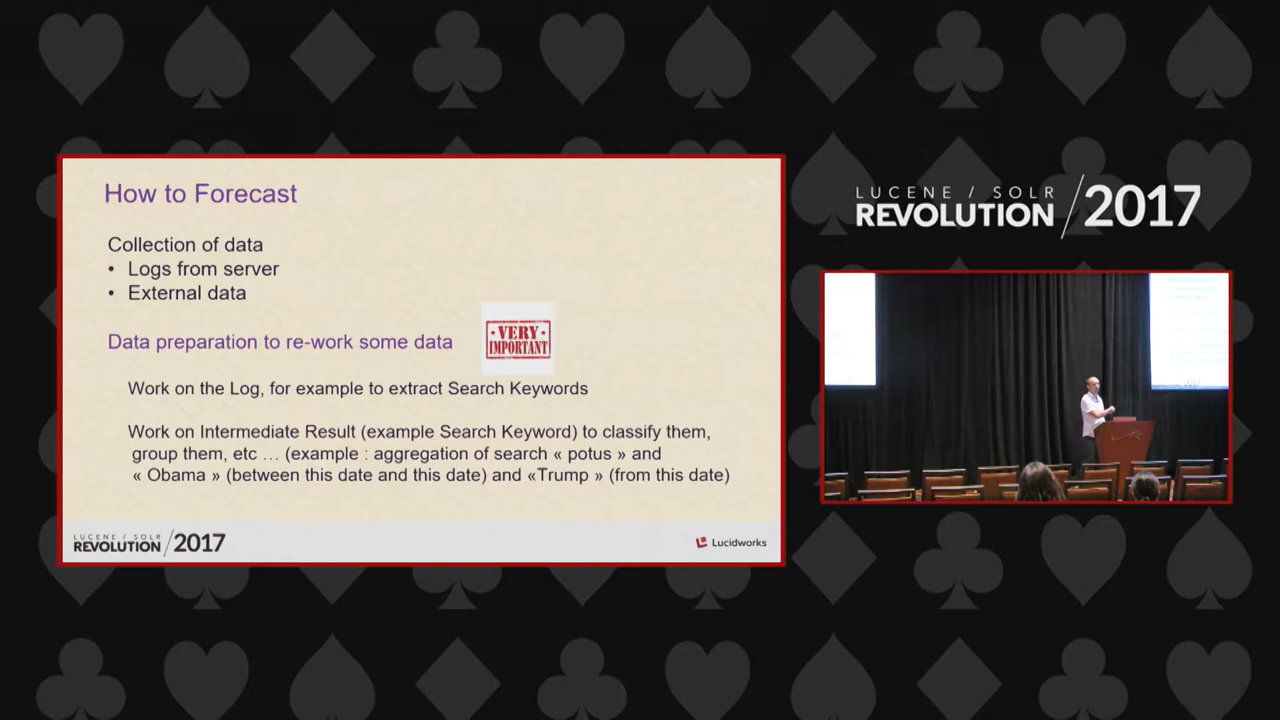 How to Forecast
Collection of data
• Logs from server
• External data
Data preparation to re-work some data
VERY
IMPORTANT
Work on the Log, for example to extract Search Keywords
Work on Intermediate Result (example Search Keyword) to classify them,
group them, etc … (example : aggregation of search « potus » and
« Obama » (between this date and this date) and «Trump » (from this date)
LUCENE / SOLR
REVOLUTION /2017
Lucidworks
LUCENE / SOLR
REVOLUTION /2017